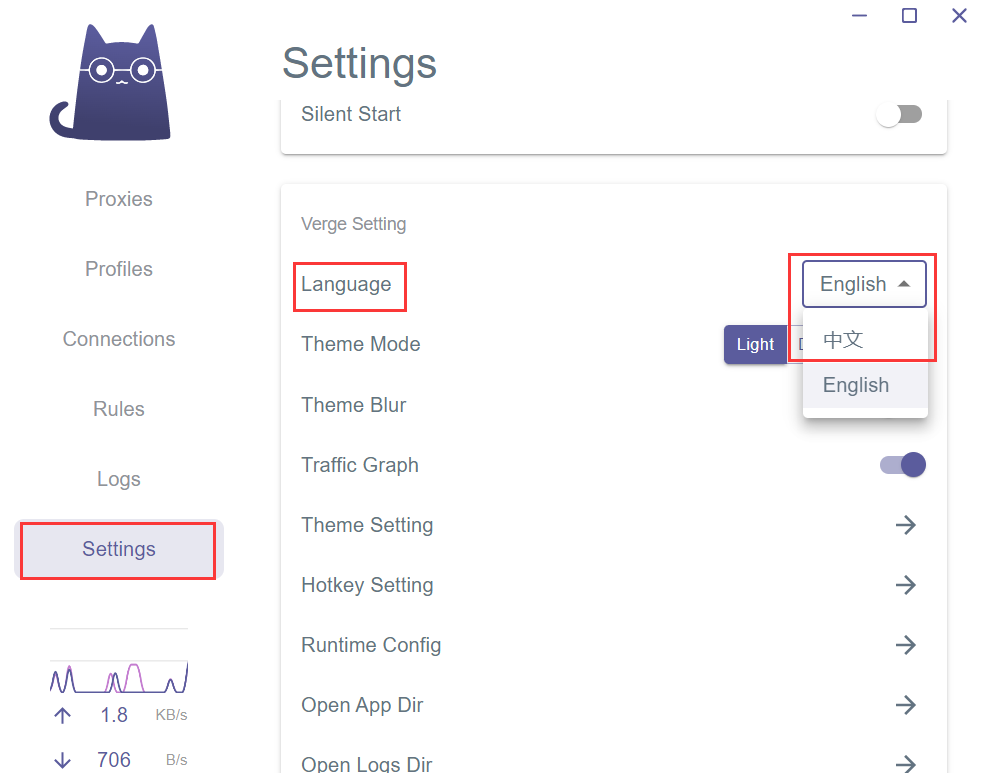 Settings
Silent Start
Proxies
Profiles
Connections
Rules
Logs
Settings
1.8 KB/s
706 B/s
Verge Setting
Language English
中文
English
Theme Mode Light
Theme Blur
Traffic Graph
Theme Setting
Hotkey Setting
Runtime Config
Open App Dir
Open Logs Dir